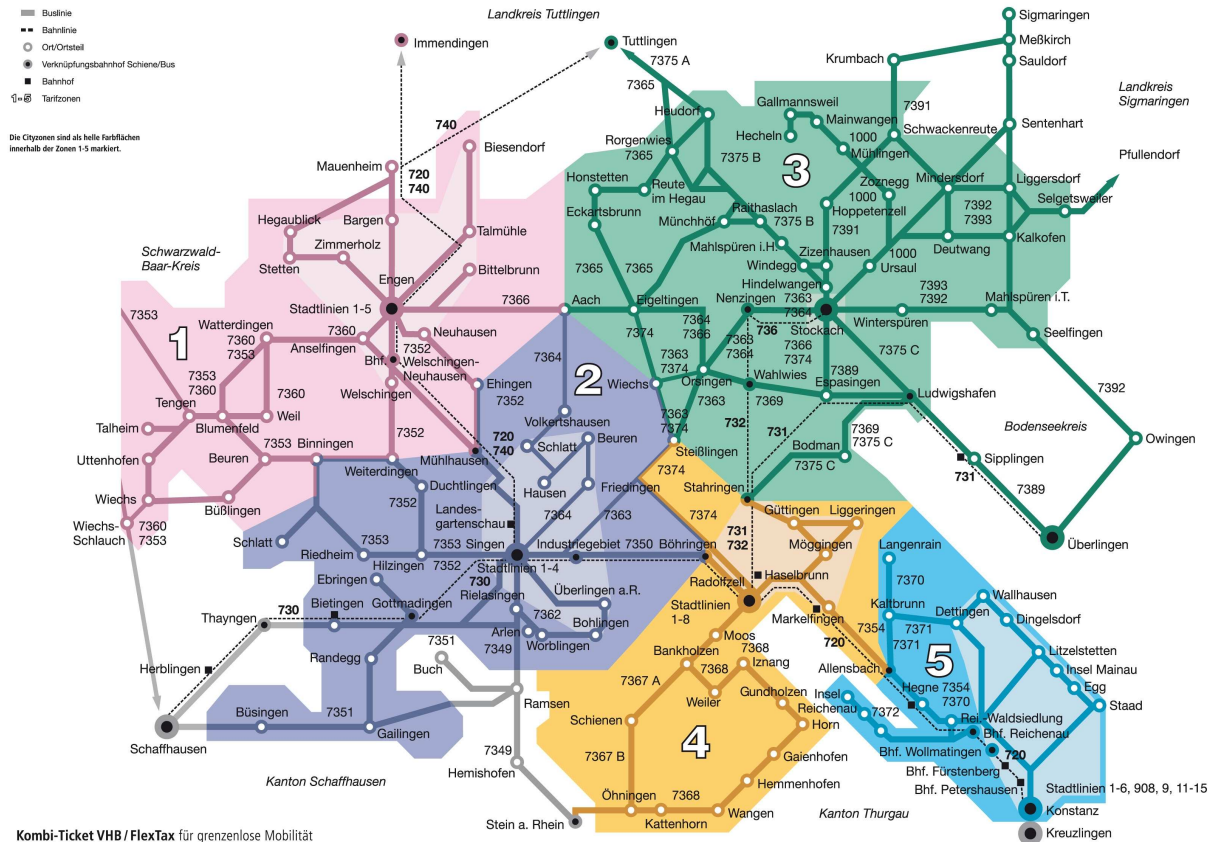 Buslinie
Bahnlinie
Ort/Ortsteil
Verknüpfungsbahnhof Schiene/Bus
Bahnhof
1-5 Tarifzonen
Die Cityzonen sind als helle Farbflächen
innerhalb der Zonen 1-5 markiert.
Landkreis Tuttlingen
Immendingen
Tuttlingen
7375 A
7365
Sigmaringen
Meßkirch
Krumbach
Sauldorf
Landkreis
Sigmaringen
7391
Gallmannsweil
Mainwangen
Hecheln
1000
Schwackenreute
Sentenhart
Heudorf
Rorgenwies
7365
7375 B
3
Mühlingen
Pfullendorf
740
Biesendorf
Mauenheim
720
740
Honstetten
Reute
im Hegau
Zoznegg
1000
Mindersdorf
Liggersdorf
Selgetsweiler
Hegaublick
Bargen
Eckartsbrunn
Münchhöf
Raithaslach
7375 B
Hoppetenzell
7392
7393
Zimmerholz
Talmühle
Mahlspüren i.H.
7391
Deutwang
Kalkofen
Schwarzwald-
Baar-Kreis
Stetten
Engen
Bittelbrunn
7365
7365
Zizenhausen
1000
Windegg
Ursaul
Hindelwangen
7393
7392
Mahlspüren i.T.
Stadtlinien 1-5
7366
Aach
Eigeltingen
Nenzingen
7363
7364
Stockach
Winterspüren
Seelfingen
7353
1
Watterdingen
7360
7353
7360
Anselfingen
Neuhausen
7352
Bhf.
Welschingen-
Neuhausen
7364
7374
7364
7366
7363
7364
736
7366
7374
7375 C
7353
7360
7360
Welschingen
Ehingen
7352
2
Wiechs
7363
7374
Orsingen
Wahlwies
7389
Espasingen
7392
Tengen
Weil
Talheim
Blumenfeld
7363
7369
Ludwigshafen
7353
Binningen
7352
Volkertshausen
7363
7374
732
731
7369
7375 C
Bodensee­kreis
Owingen
720
740
Schlatt
Beuren
Steißlingen
Bodman
Uttenhofen
Beuren
Weiterdingen
Mühlhausen
7374
7375 C
Sipplingen
731
Duchtlingen
Hausen
Friedingen
Stahringen
7389
Wiechs
Büßlingen
7352
Landes-
gartenschau
7364
7363
7374
Güttingen
Liggeringen
Wiechs-
Schlauch
7360
7353
Schlatt
Riedheim
7353
Hilzingen
7353
7352
Singen
Stadtlinien 1-4
Industriegebiet
7350
Böhringen
731
732
Möggingen
Überlingen
Langenrain
Ebringen
730
Rielasingen
Überlingen a.R.
Radolfzell
Haselbrunn
7370
730
Bietingen
Gottmadingen
Stadtlinien
1-8
Markelfingen
Kaltbrunn
Wallhausen
Thayngen
7362
Bohlingen
7354
7371
Dettingen
Dingelsdorf
Arlen
Worblingen
Moos
720
7371
Herblingen
Randegg
7351
Buch
7349
Bankholzen
7368
7368
Iznang
Allensbach
5
Litzelstetten
Insel Mainau
7367 A
Weiler
Gundholzen
Insel
Reichenau
Hegne
7354
7370
Egg
Staad
Büsingen
7351
Ramsen
Schienen
4
Horn
7372
Rei.-Waldsiedlung
Bhf. Reichenau
Schaffhausen
Gailingen
7349
7367 B
Gaienhofen
Bhf. Wollmatingen
720
Bhf. Fürstenberg
Kanton Schaffhausen
Hemishofen
Hemmenhofen
Bhf. Petershausen
Stadtlinien 1-6, 908, 9, 11-15
Öhningen
7368
Wangen
Kanton Thurgau
Konstanz
Stein a. Rhein
Kattenhorn
Kreuzlingen
Kombi-Ticket VHB / FlexTax für grenzenlose Mobilität